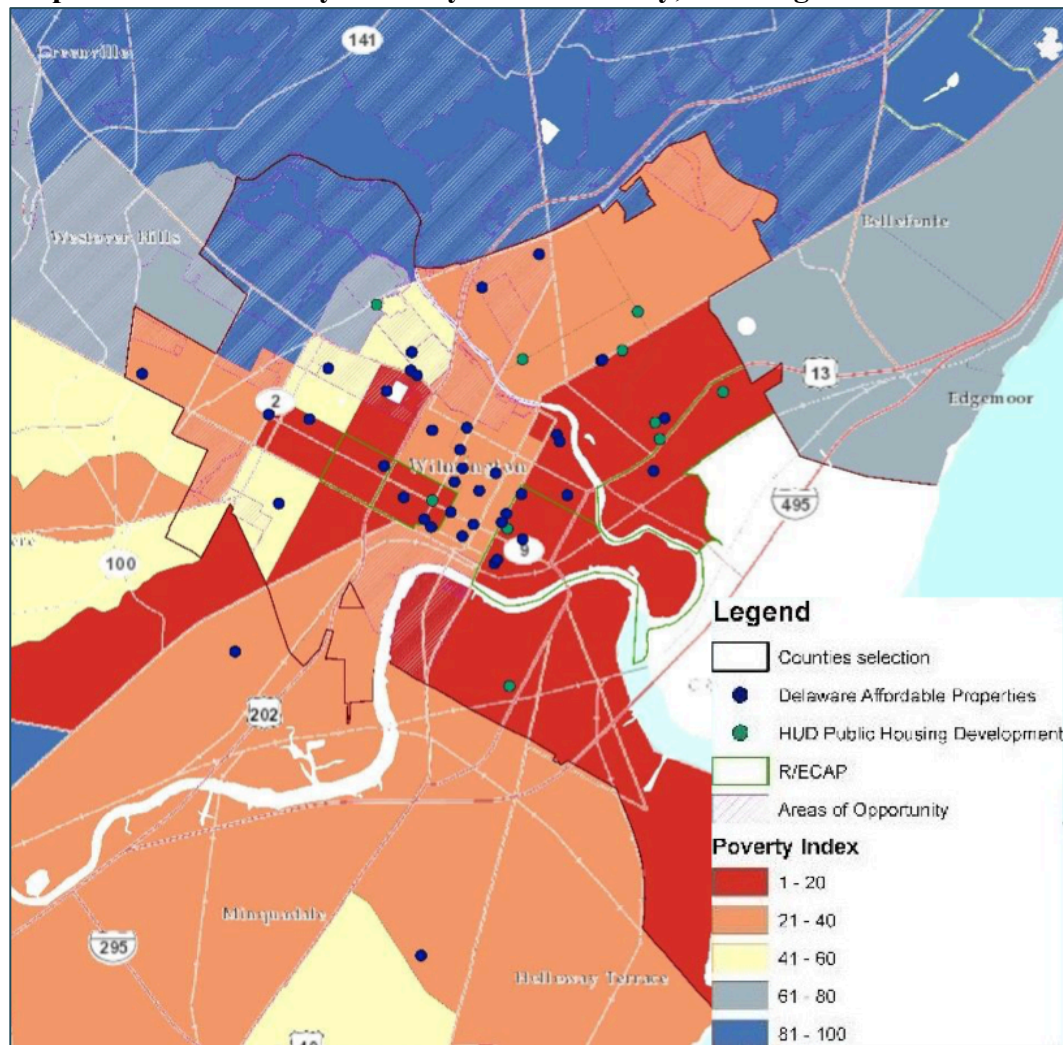 141
Greenville
Westover Hills
Bellefonte
13
Edgemoor
2
Wilmington
495
9
100
202
Minquadale
295
Holloway Terrace
Legend
Counties selection
Delaware Affordable Properties
HUD Public Housing Development
R/ECAP
Areas of Opportunity
Poverty Index
1 - 20
21 - 40
41 - 60
61 - 80
81 - 100